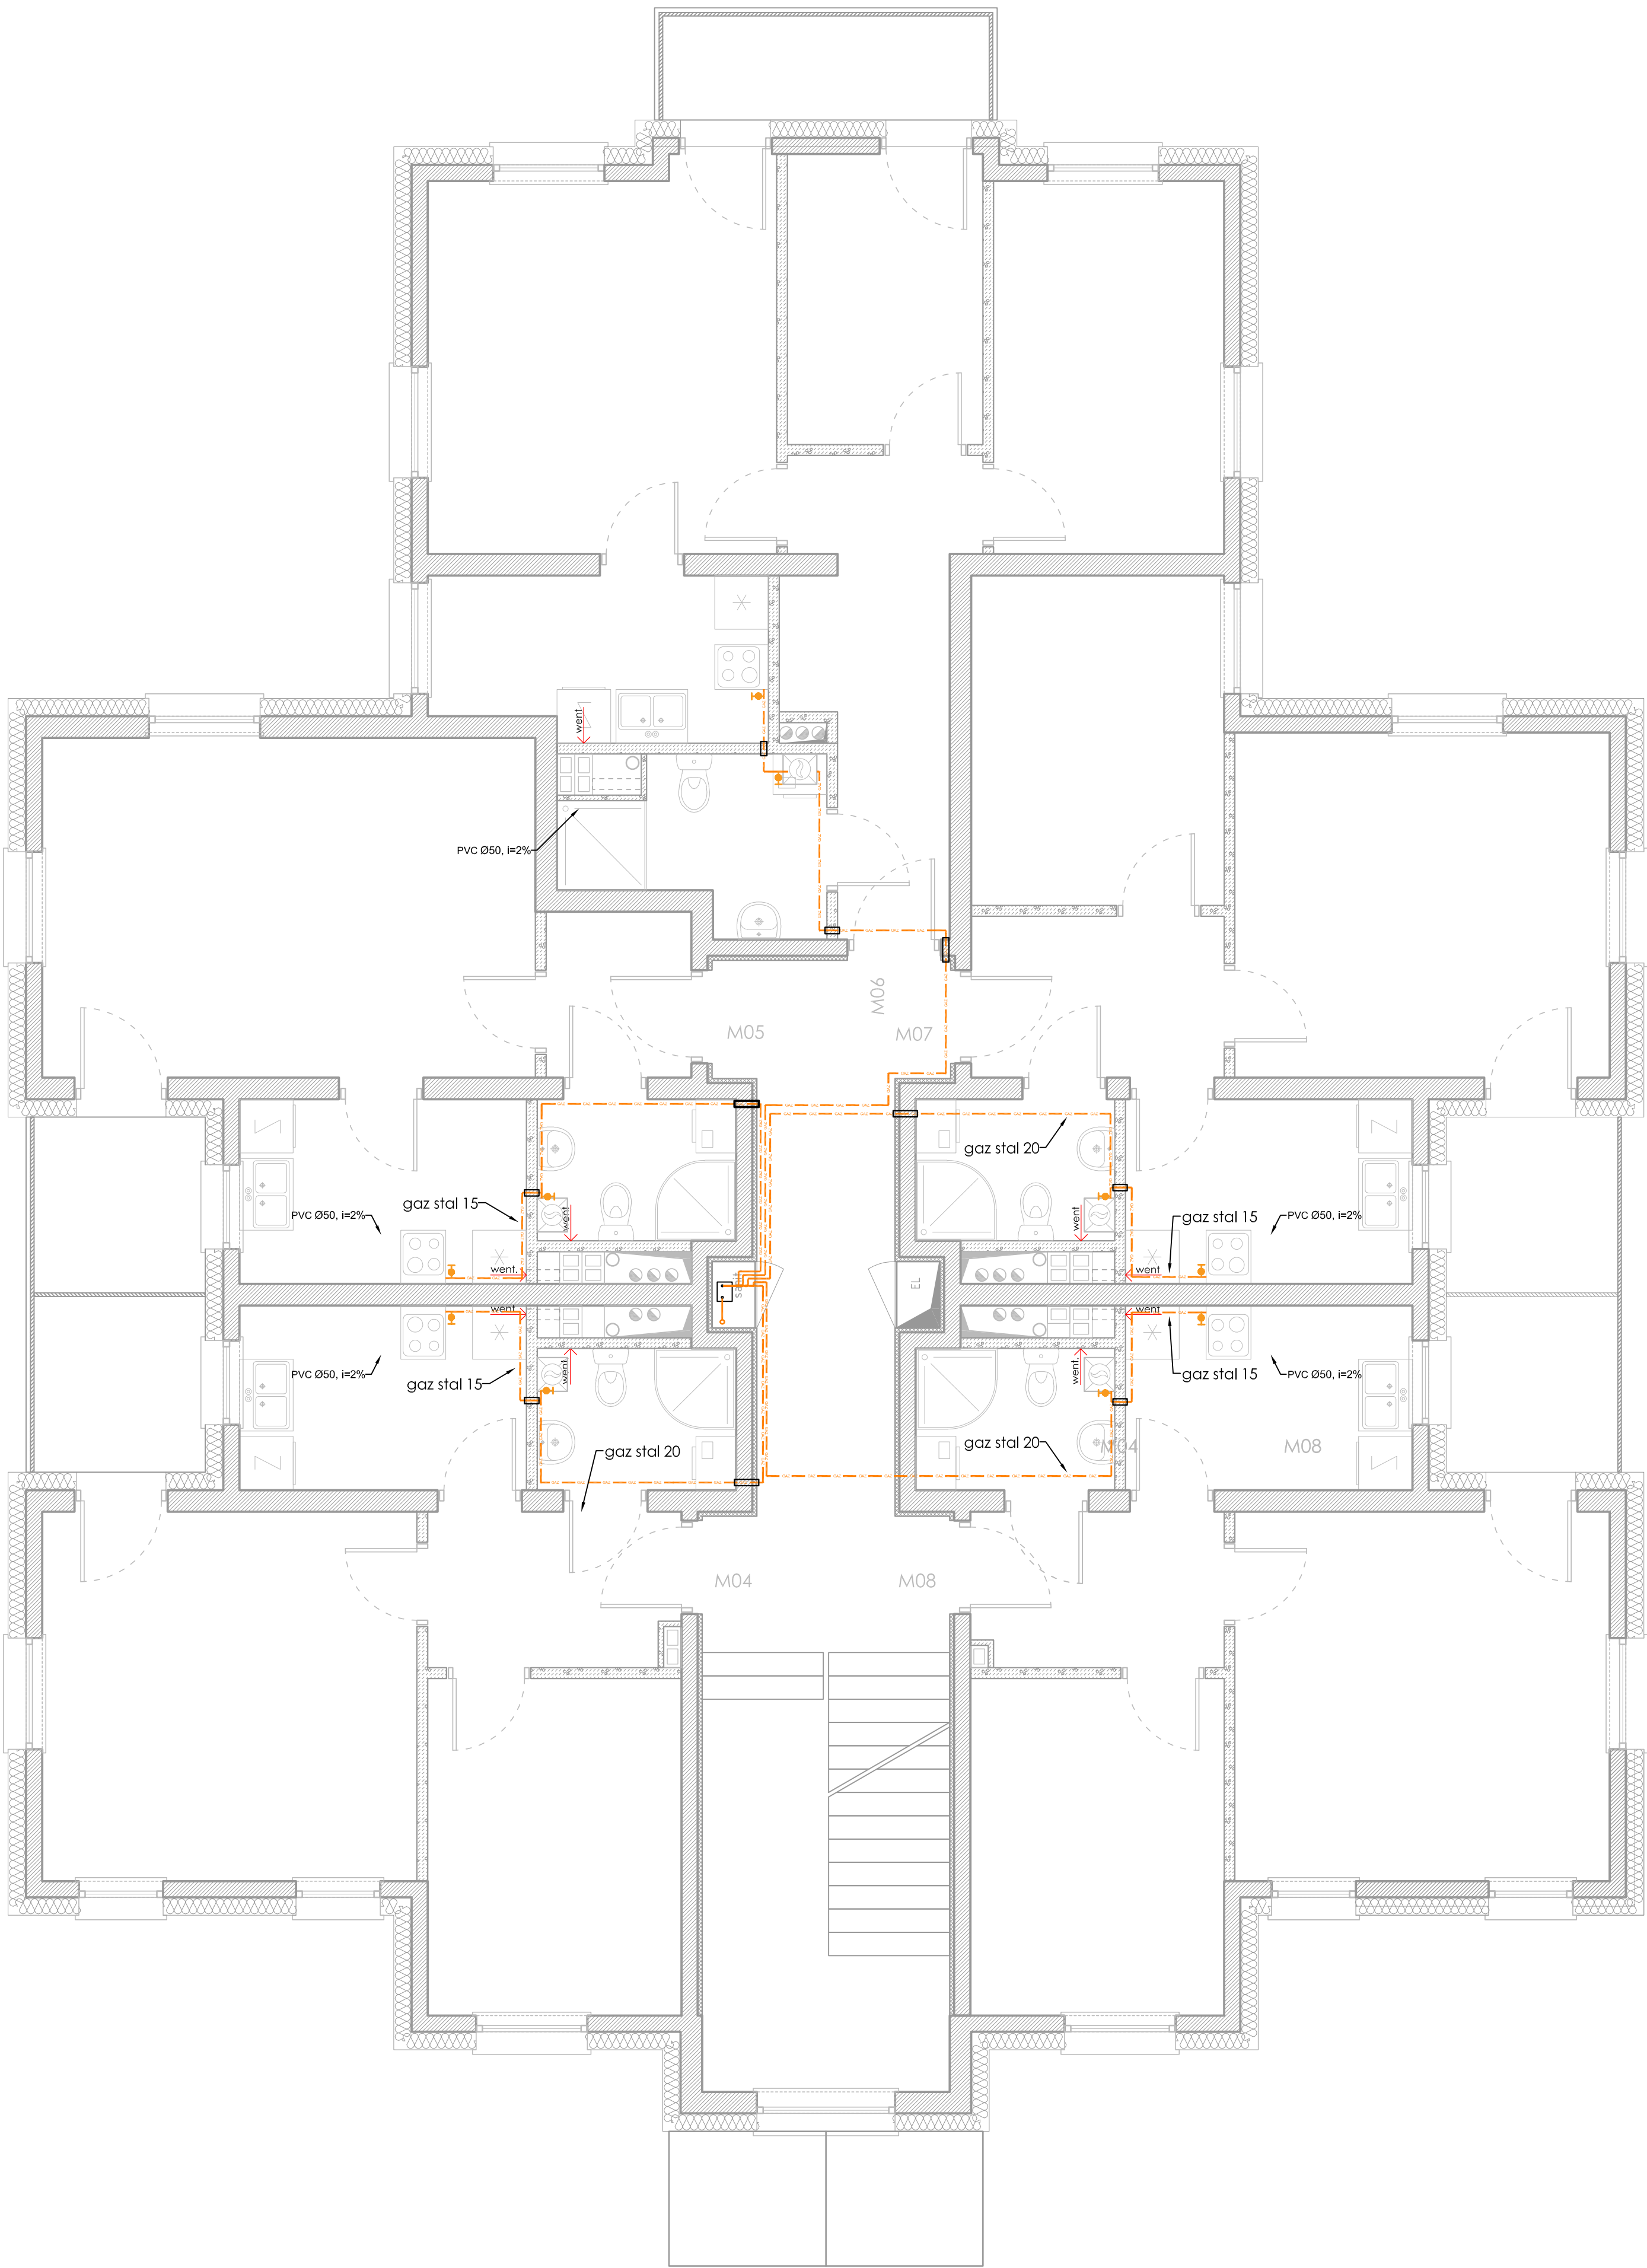 went.
PVC Ø50, i=2%
M06
M05
M07
gaz stal 20
gaz stal 15
PVC Ø50, i=2%
went.
went.
went
went
gaz stal 15
PVC Ø50, i=2%
EL
went.
went.
gaz stal 15
PVC Ø50, i=2%
went
went.
gaz stal 15
PVC Ø50, i=2%
gaz stal 20
gaz stal 20
M04
M08
M04
M08